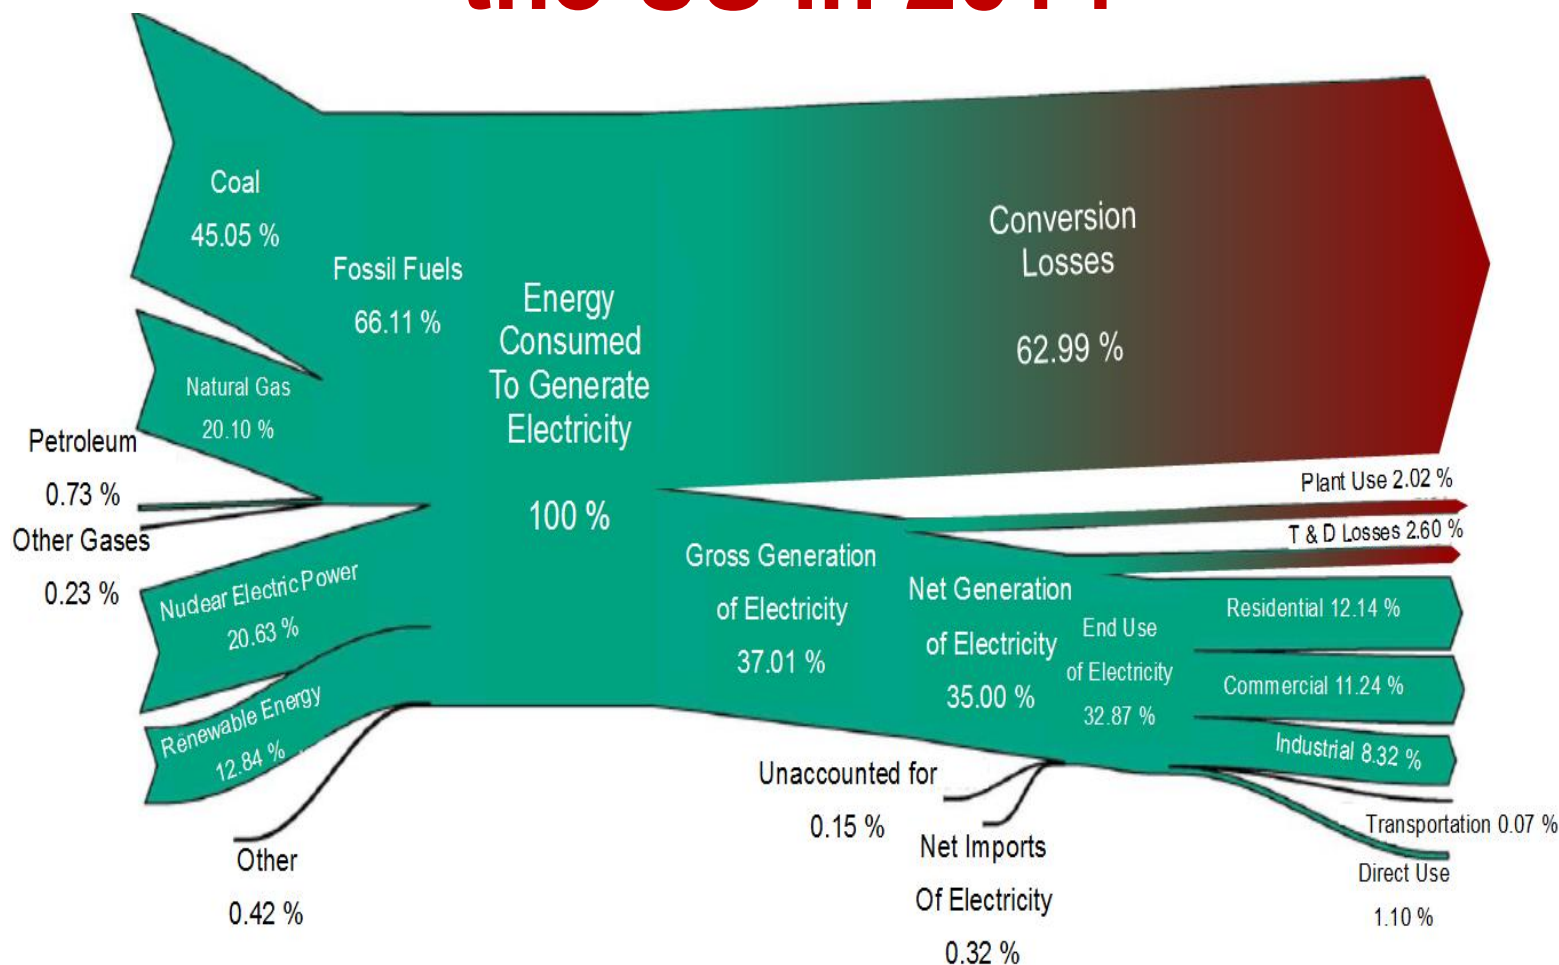 the US in 2014
Coal
45.05 %
Fossil Fuels
66.11 %
Energy
Consumed
To Generate
Electricity
100 %
Conversion
Losses
62.99 %
Natural Gas
20.10 %
Petroleum
0.73 %
Other Gases
0.23 %
Nuclear Electric Power
20.63 %
Renewable Energy
12.84 %
Other
0.42 %
Gross Generation
of Electricity
37.01 %
Net Generation
of Electricity
35.00 %
End Use
of Electricity
32.87 %
Plant Use 2.02 %
T & D Losses 2.60 %
Residential 12.14 %
Commercial 11.24 %
Industrial 8.32 %
Unaccounted for
0.15 %
Net Imports
Of Electricity
0.32 %
Transportation 0.07 %
Direct Use
1.10 %